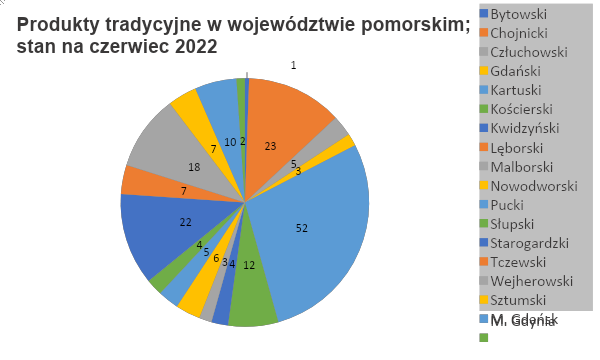 Produkty tradycyjne w województwie pomorskim;
stan na czerwiec 2022
1
23
5
3
52
12
4
3
6
5
4
22
7
18
7
10
2
Bytowski
Chojnicki
Człuchowski
Gdański
Kartuski
Kościerski
Kwidzyński
Lęborski
Malborski
Nowodworski
Pucki
Słupski
Starogardzki
Tczewski
Wejherowski
Sztumski
M. Gdańsk
M. Gdynia